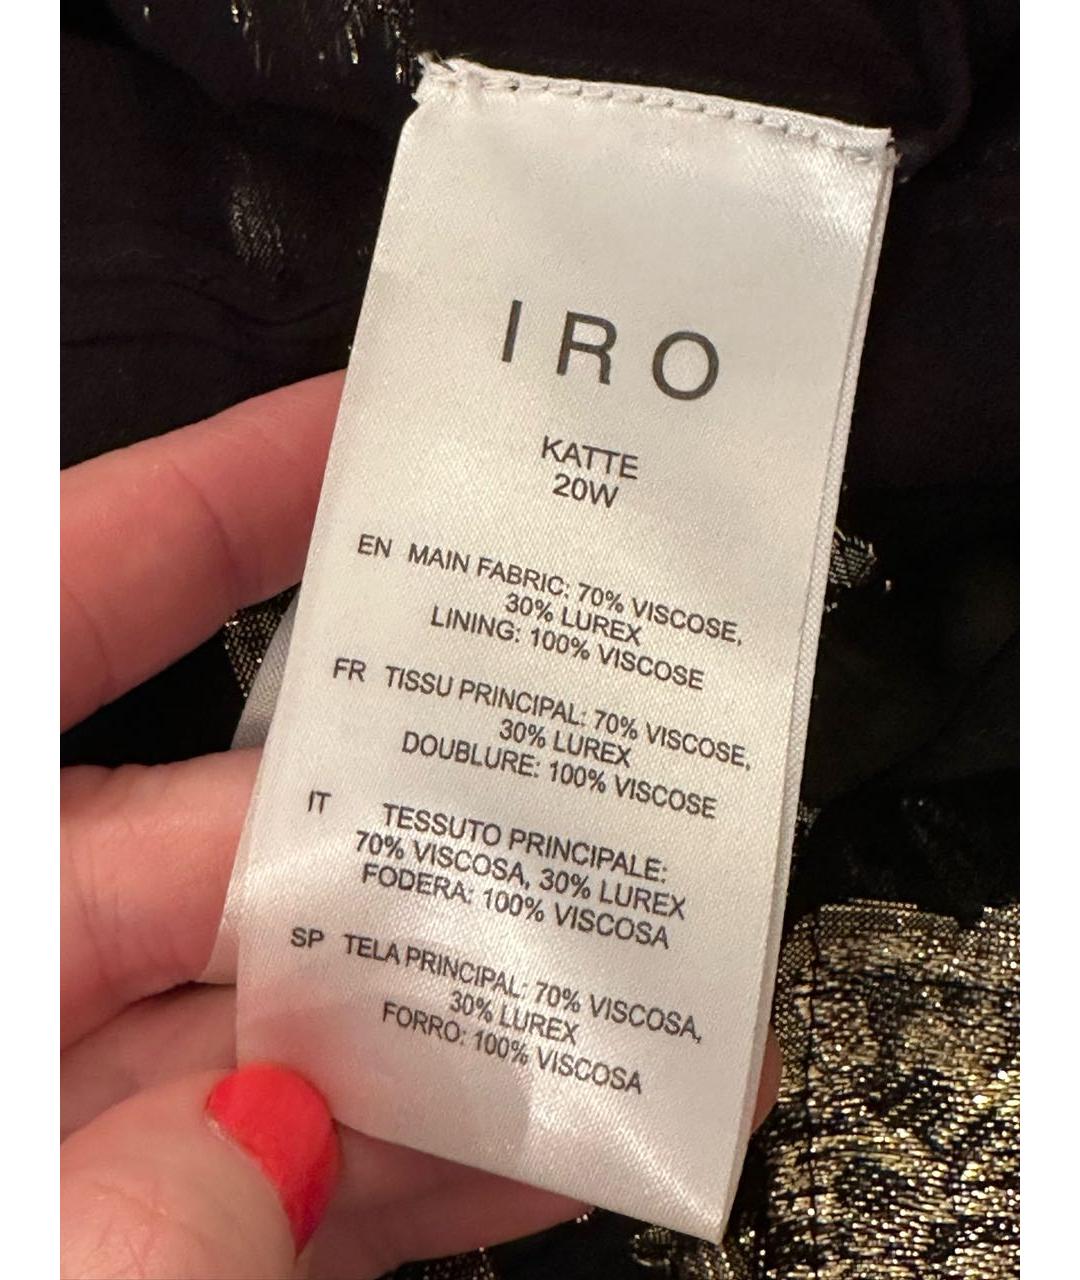 IRO
KATTE
20W
EN MAIN FABRIC: 70% VISCOSE,
30% LUREX
LINING: 100% VISCOSE
FR TISSU PRINCIPAL: 70% VISCOSE,
30% LUREX
DOUBLURE: 100% VISCOSE
IT TESSUTO PRINCIPALE:
70% VISCOSA, 30% LUREX
FODERA: 100% VISCOSA
SP TELA PRINCIPAL: 70% VISCOSA,
30% LUREX
FORRO: 100% VISCOSA